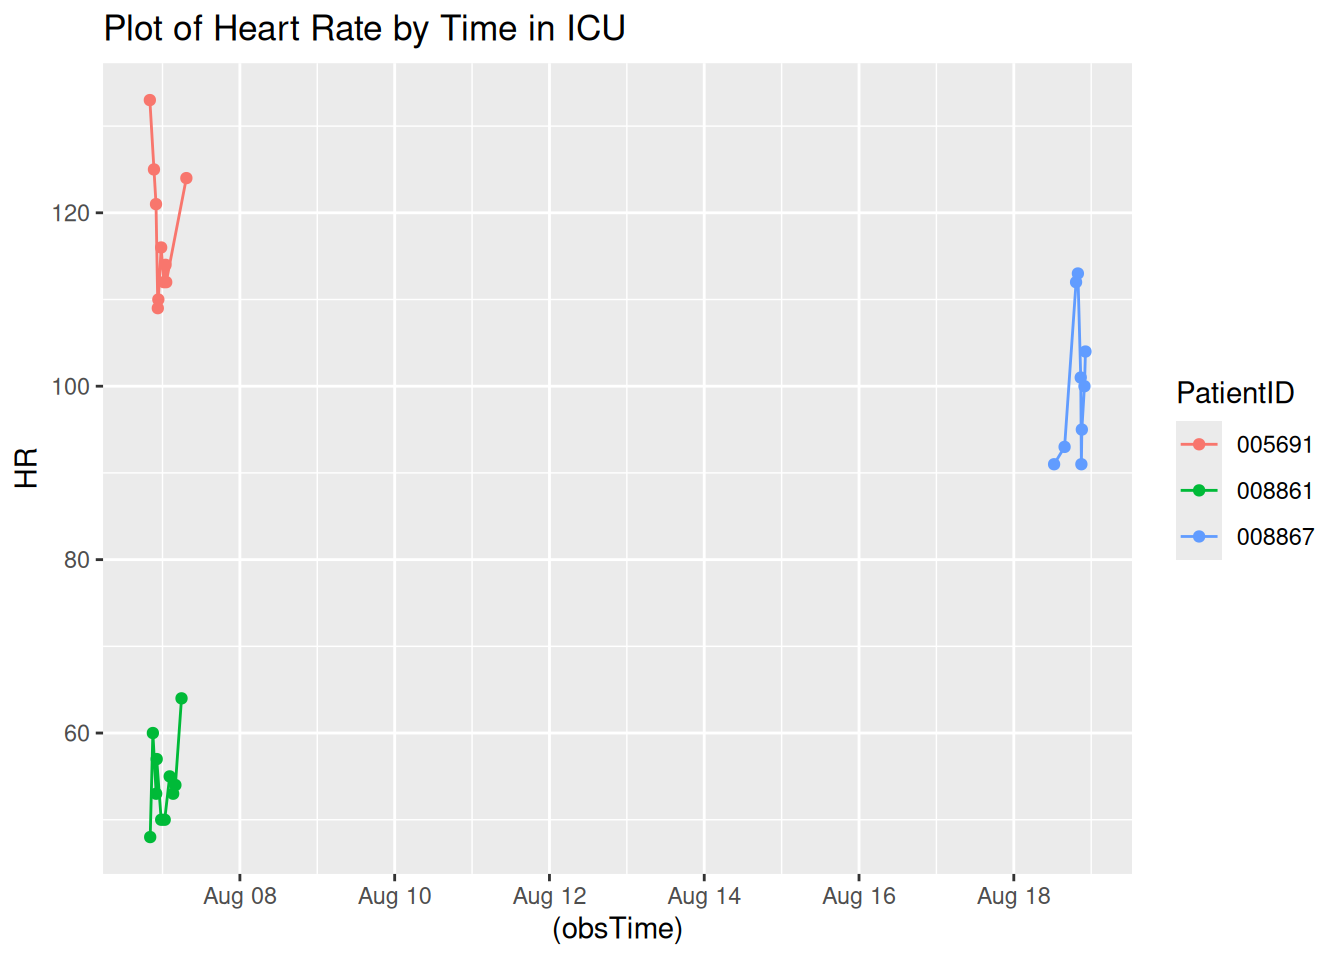 Plot of Heart Rate by Time in ICU
HR
120
100
80
60
Aug 08
Aug 10
Aug 12
Aug 14
Aug 16
Aug 18
(obsTime)
PatientID
005691
008861
008867